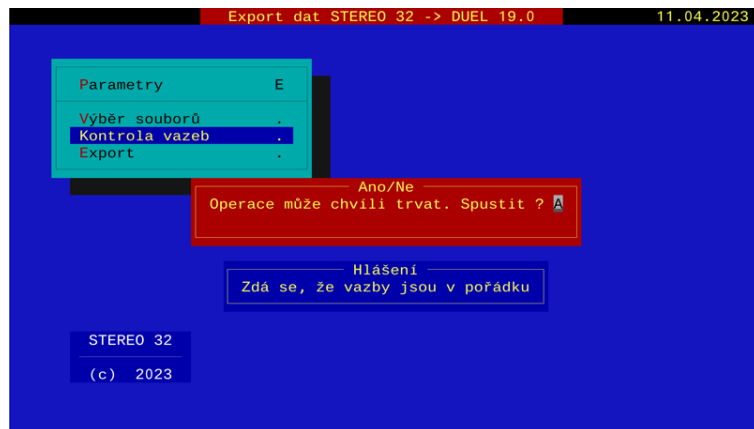 Export dat STEREO 32 -> DUEL 19.0 11.04.2023
Parametry E
Výběr souborů .
Kontrola vazeb .
Export .
Ano/Ne
Operace může chvíli trvat. Spustit ? A
Hlášení
Zdá se, že vazby jsou v pořádku
STEREO 32
(c) 2023